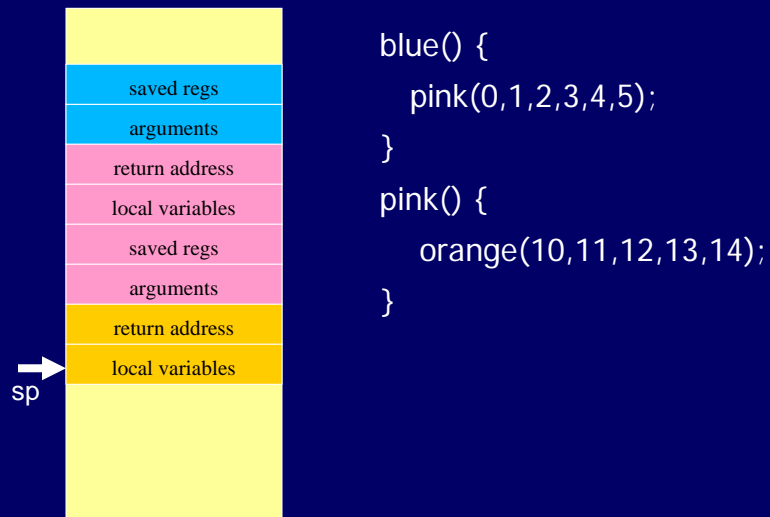 saved regs
arguments
return address
local variables
saved regs
arguments
return address
local variables
sp
blue() {
pink(0,1,2,3,4,5);
}
pink() {
orange(10,11,12,13,14);
}